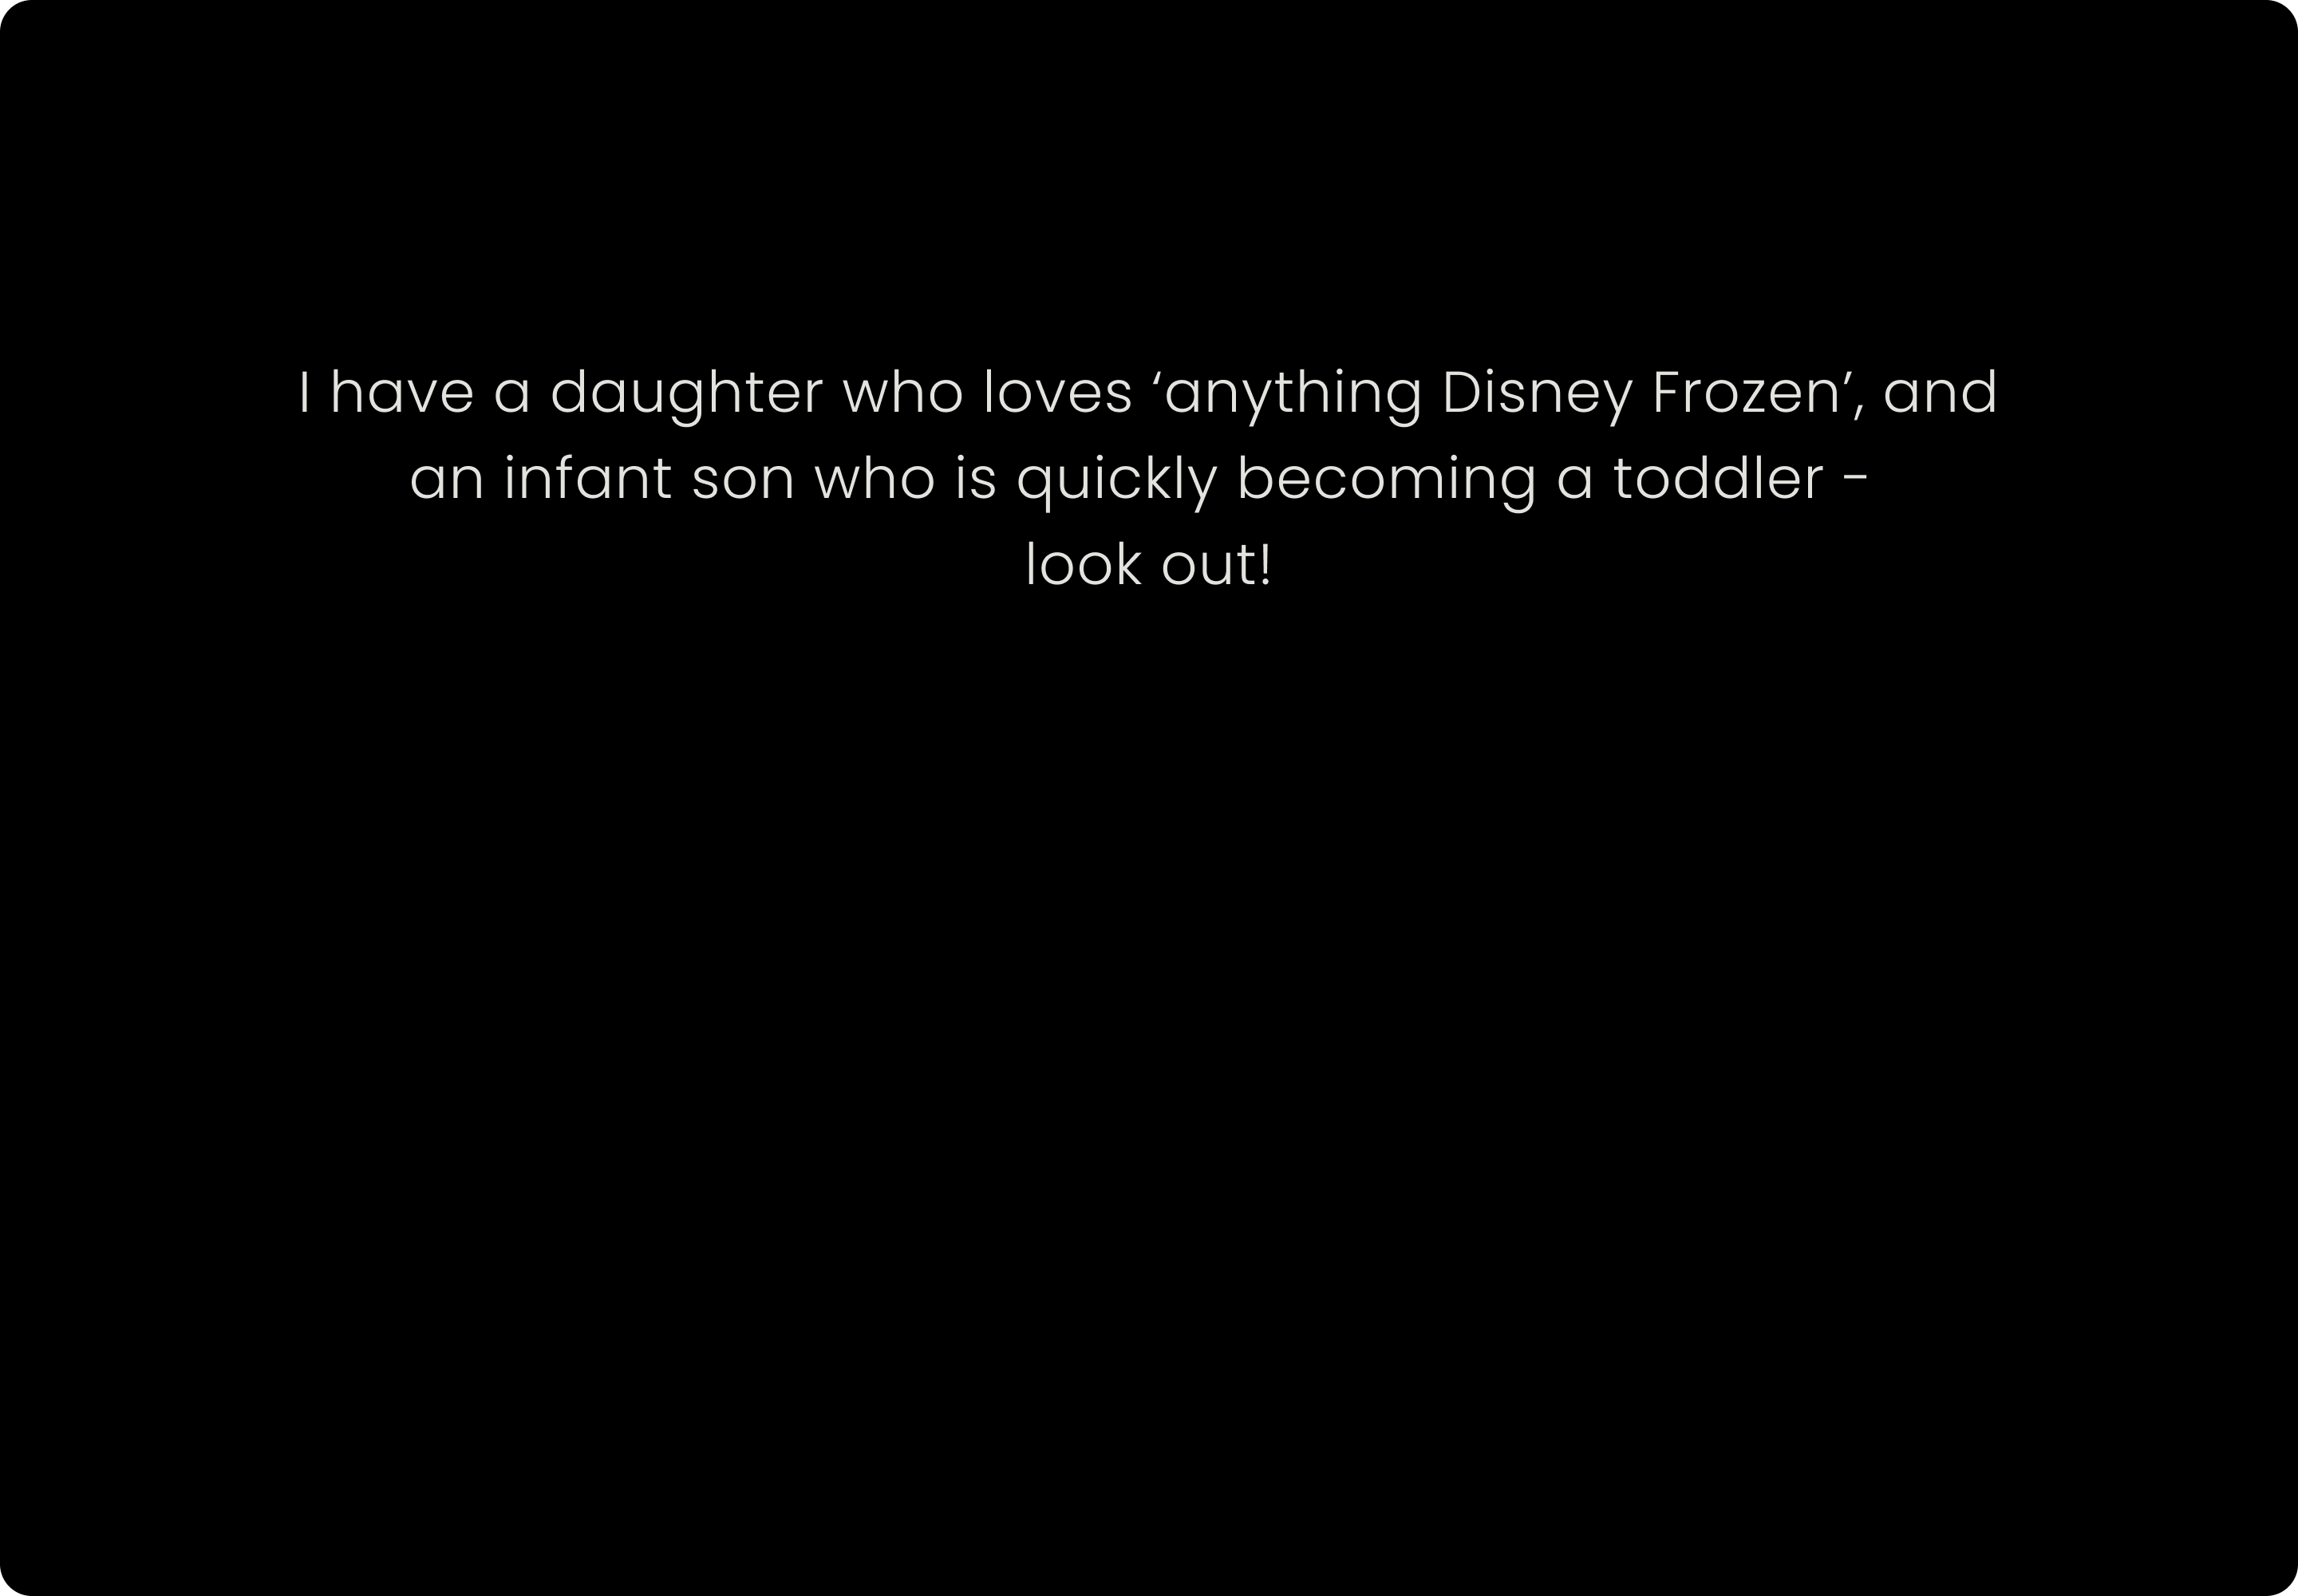 I have a daughter who loves ‘anything Disney Frozen’, and
an infant son who is quickly becoming a toddler -
look out!